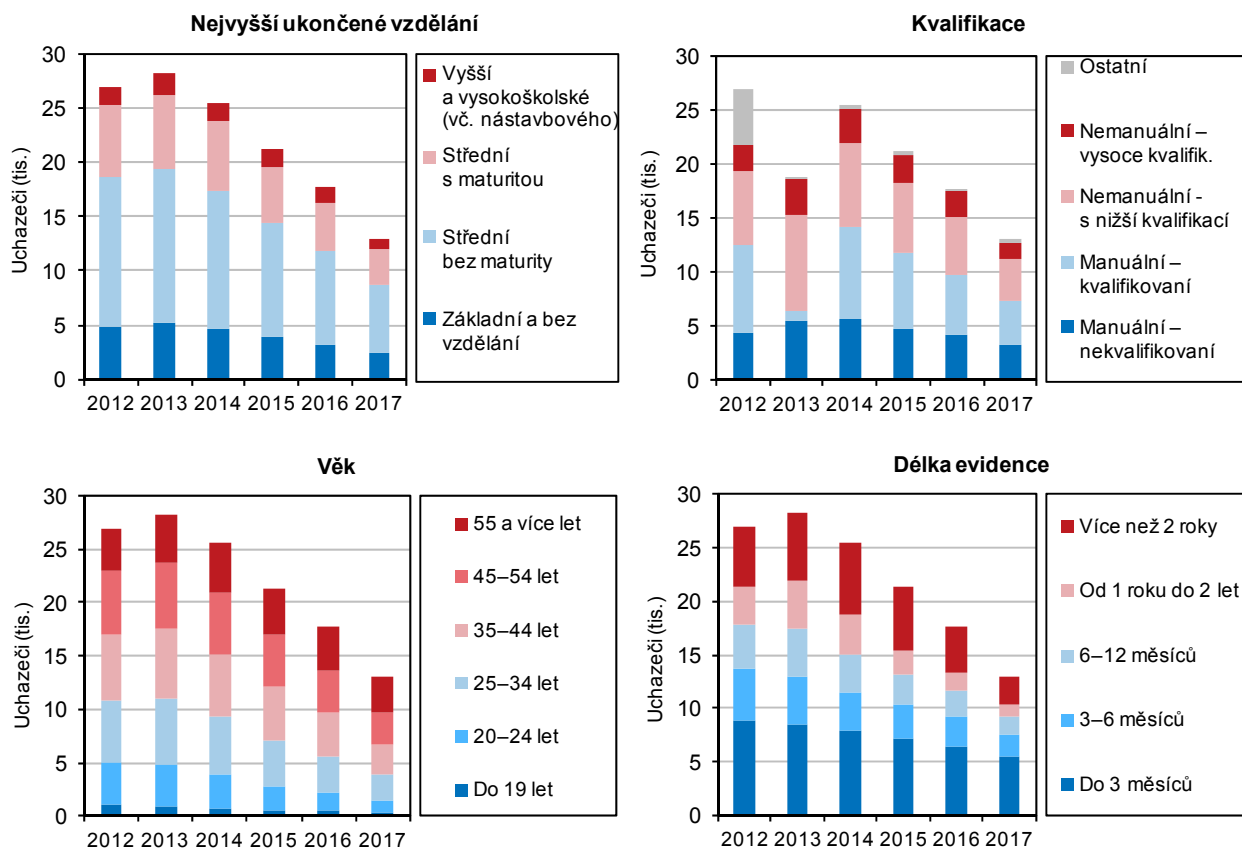 Nejvyšší ukončené vzdělání
Uchazeči (tis.)
30
25
20
15
10
5
0
2012 2013 2014 2015 2016 2017
Vyšší
a vysokoškolské
(vč. nástavbového)
Střední
s maturitou
Střední
bez maturity
Základní a bez
vzdělání
Kvalifikace
Uchazeči (tis.)
30
25
20
15
10
5
0
2012 2013 2014 2015 2016 2017
Ostatní
Nemanuální –
vysoce kvalifik.
Nemanuální -
s nižší kvalifikací
Manuální –
kvalifikovaní
Manuální –
nekvalifikovaní
Věk
Uchazeči (tis.)
30
25
20
15
10
5
0
2012 2013 2014 2015 2016 2017
55 a více let
45–54 let
35–44 let
25–34 let
20–24 let
Do 19 let
Délka evidence
Uchazeči (tis.)
30
25
20
15
10
5
0
2012 2013 2014 2015 2016 2017
Více než 2 roky
Od 1 roku do 2 let
6–12 měsíců
3–6 měsíců
Do 3 měsíců